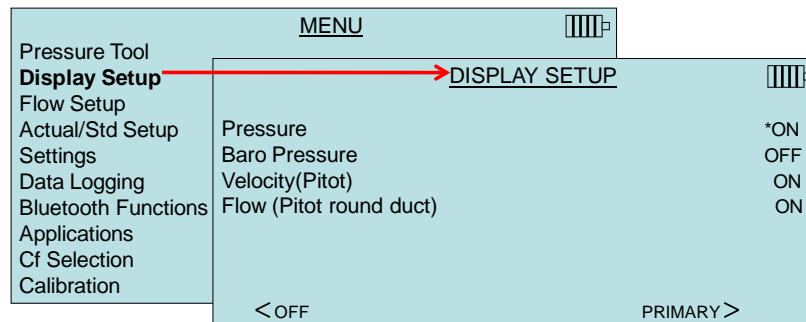 MENU
Pressure Tool
Display Setup
Flow Setup
Actual/Std Setup
Settings
Data Logging
Bluetooth Functions
Applications
Cf Selection
Calibration
DISPLAY SETUP
Pressure *ON
Baro Pressure OFF
Velocity(Pitot) ON
Flow (Pitot round duct) ON
<OFF PRIMARY>